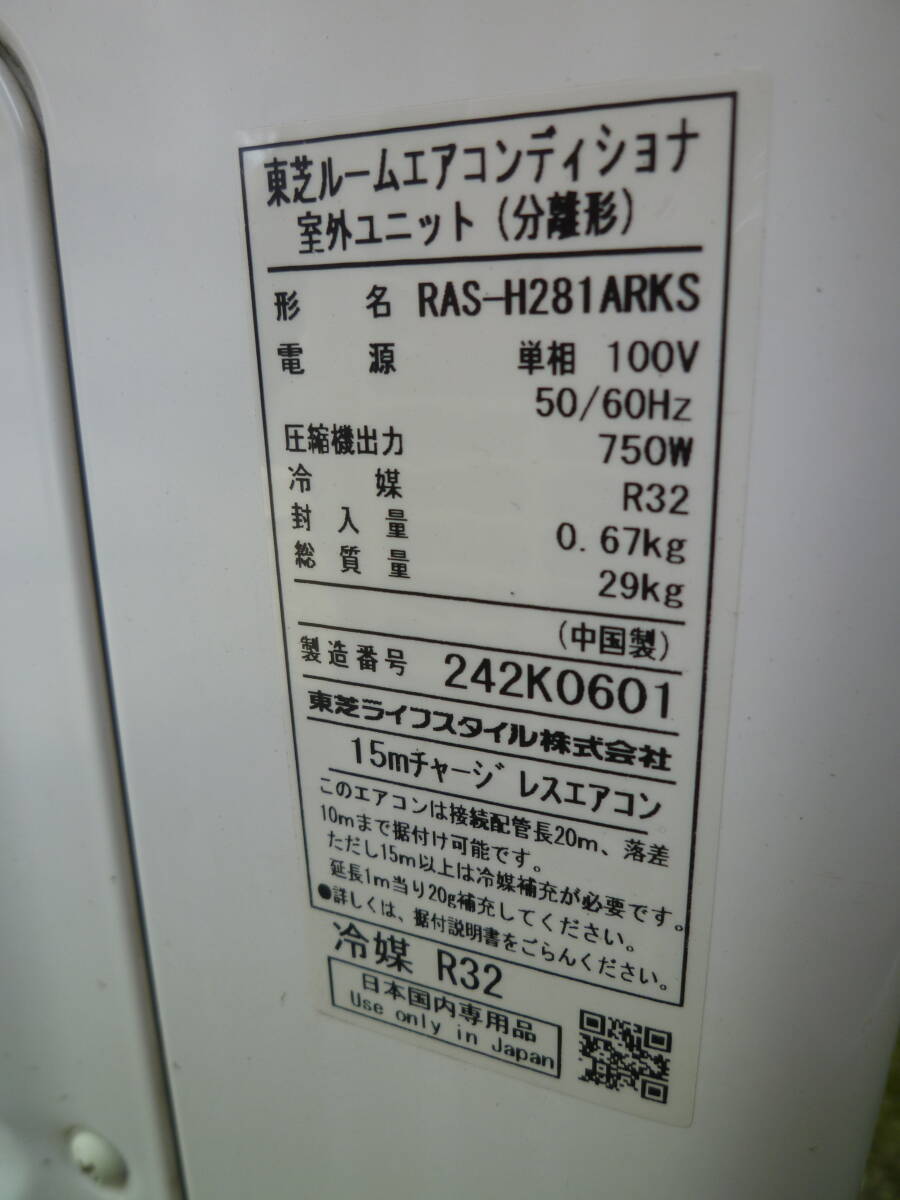 東芝ルームエアコンディショナ
室外ユニット(分離形)
形名 RAS-H281ARKS
電源 単相 100V
50/60Hz
圧縮機出力 750W
冷媒 R32
封入量 0.67kg
総質量 29kg
(中国製)
製造番号 242K0601
東芝ライフスタイル株式会社
15mチャージレスエアコン
このエアコンは接続配管長20m、落差
10mまで据付け可能です。
ただし15m以上は冷媒補充が必要です。
延長1m当り20g補充してください。
●詳しくは、据付説明書をごらんください。
冷媒 R32
日本国内専用品
Use only in Japan